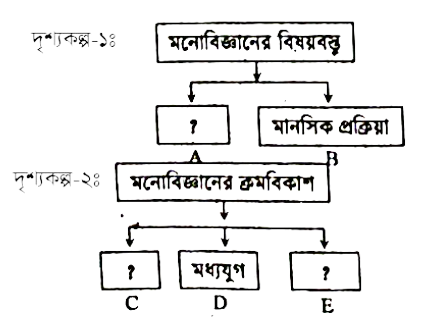 দৃশ্যকল্প-১ঃ
মনোবিজ্ঞানের বিষয়বস্তু
? মানসিক প্রক্রিয়া
A B
দৃশ্যকল্প-২ঃ
মনোবিজ্ঞানের ক্রমবিকাশ
? মধ্যযুগ ?
C D E